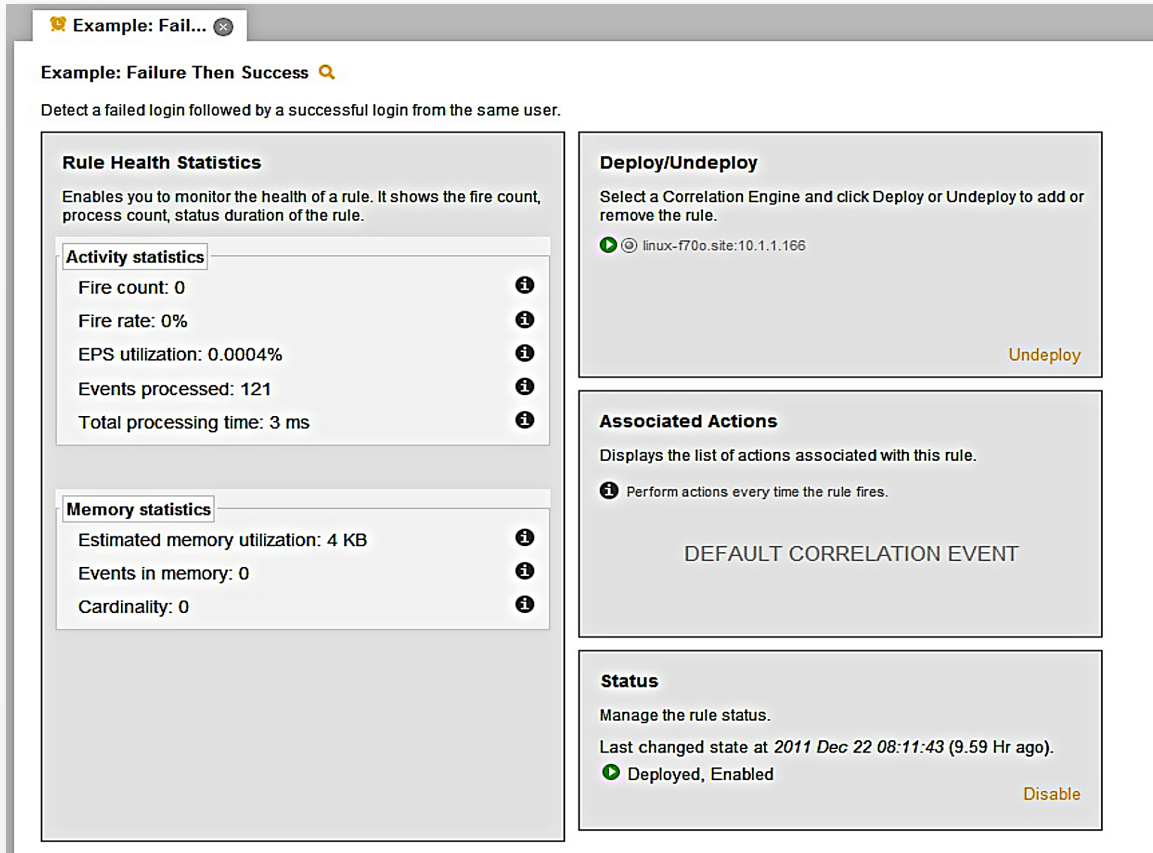 Example: Fail...
Example: Failure Then Success
Detect a failed login followed by a successful login from the same user.
Rule Health Statistics
Enables you to monitor the health of a rule. It shows the fire count,
process count, status duration of the rule.
Activity statistics
Fire count: 0
Fire rate: 0%
EPS utilization: 0.0004%
Events processed: 121
Total processing time: 3 ms
Memory statistics
Estimated memory utilization: 4 KB
Events in memory: 0
Cardinality: 0
Deploy/Undeploy
Select a Correlation Engine and click Deploy or Undeploy to add or
remove the rule.
linux-f70o.site:10.1.1.166
Undeploy
Associated Actions
Displays the list of actions associated with this rule.
Perform actions every time the rule fires.
DEFAULT CORRELATION EVENT
Status
Manage the rule status.
Last changed state at 2011 Dec 22 08:11:43 (9.59 Hr ago).
Deployed, Enabled
Disable